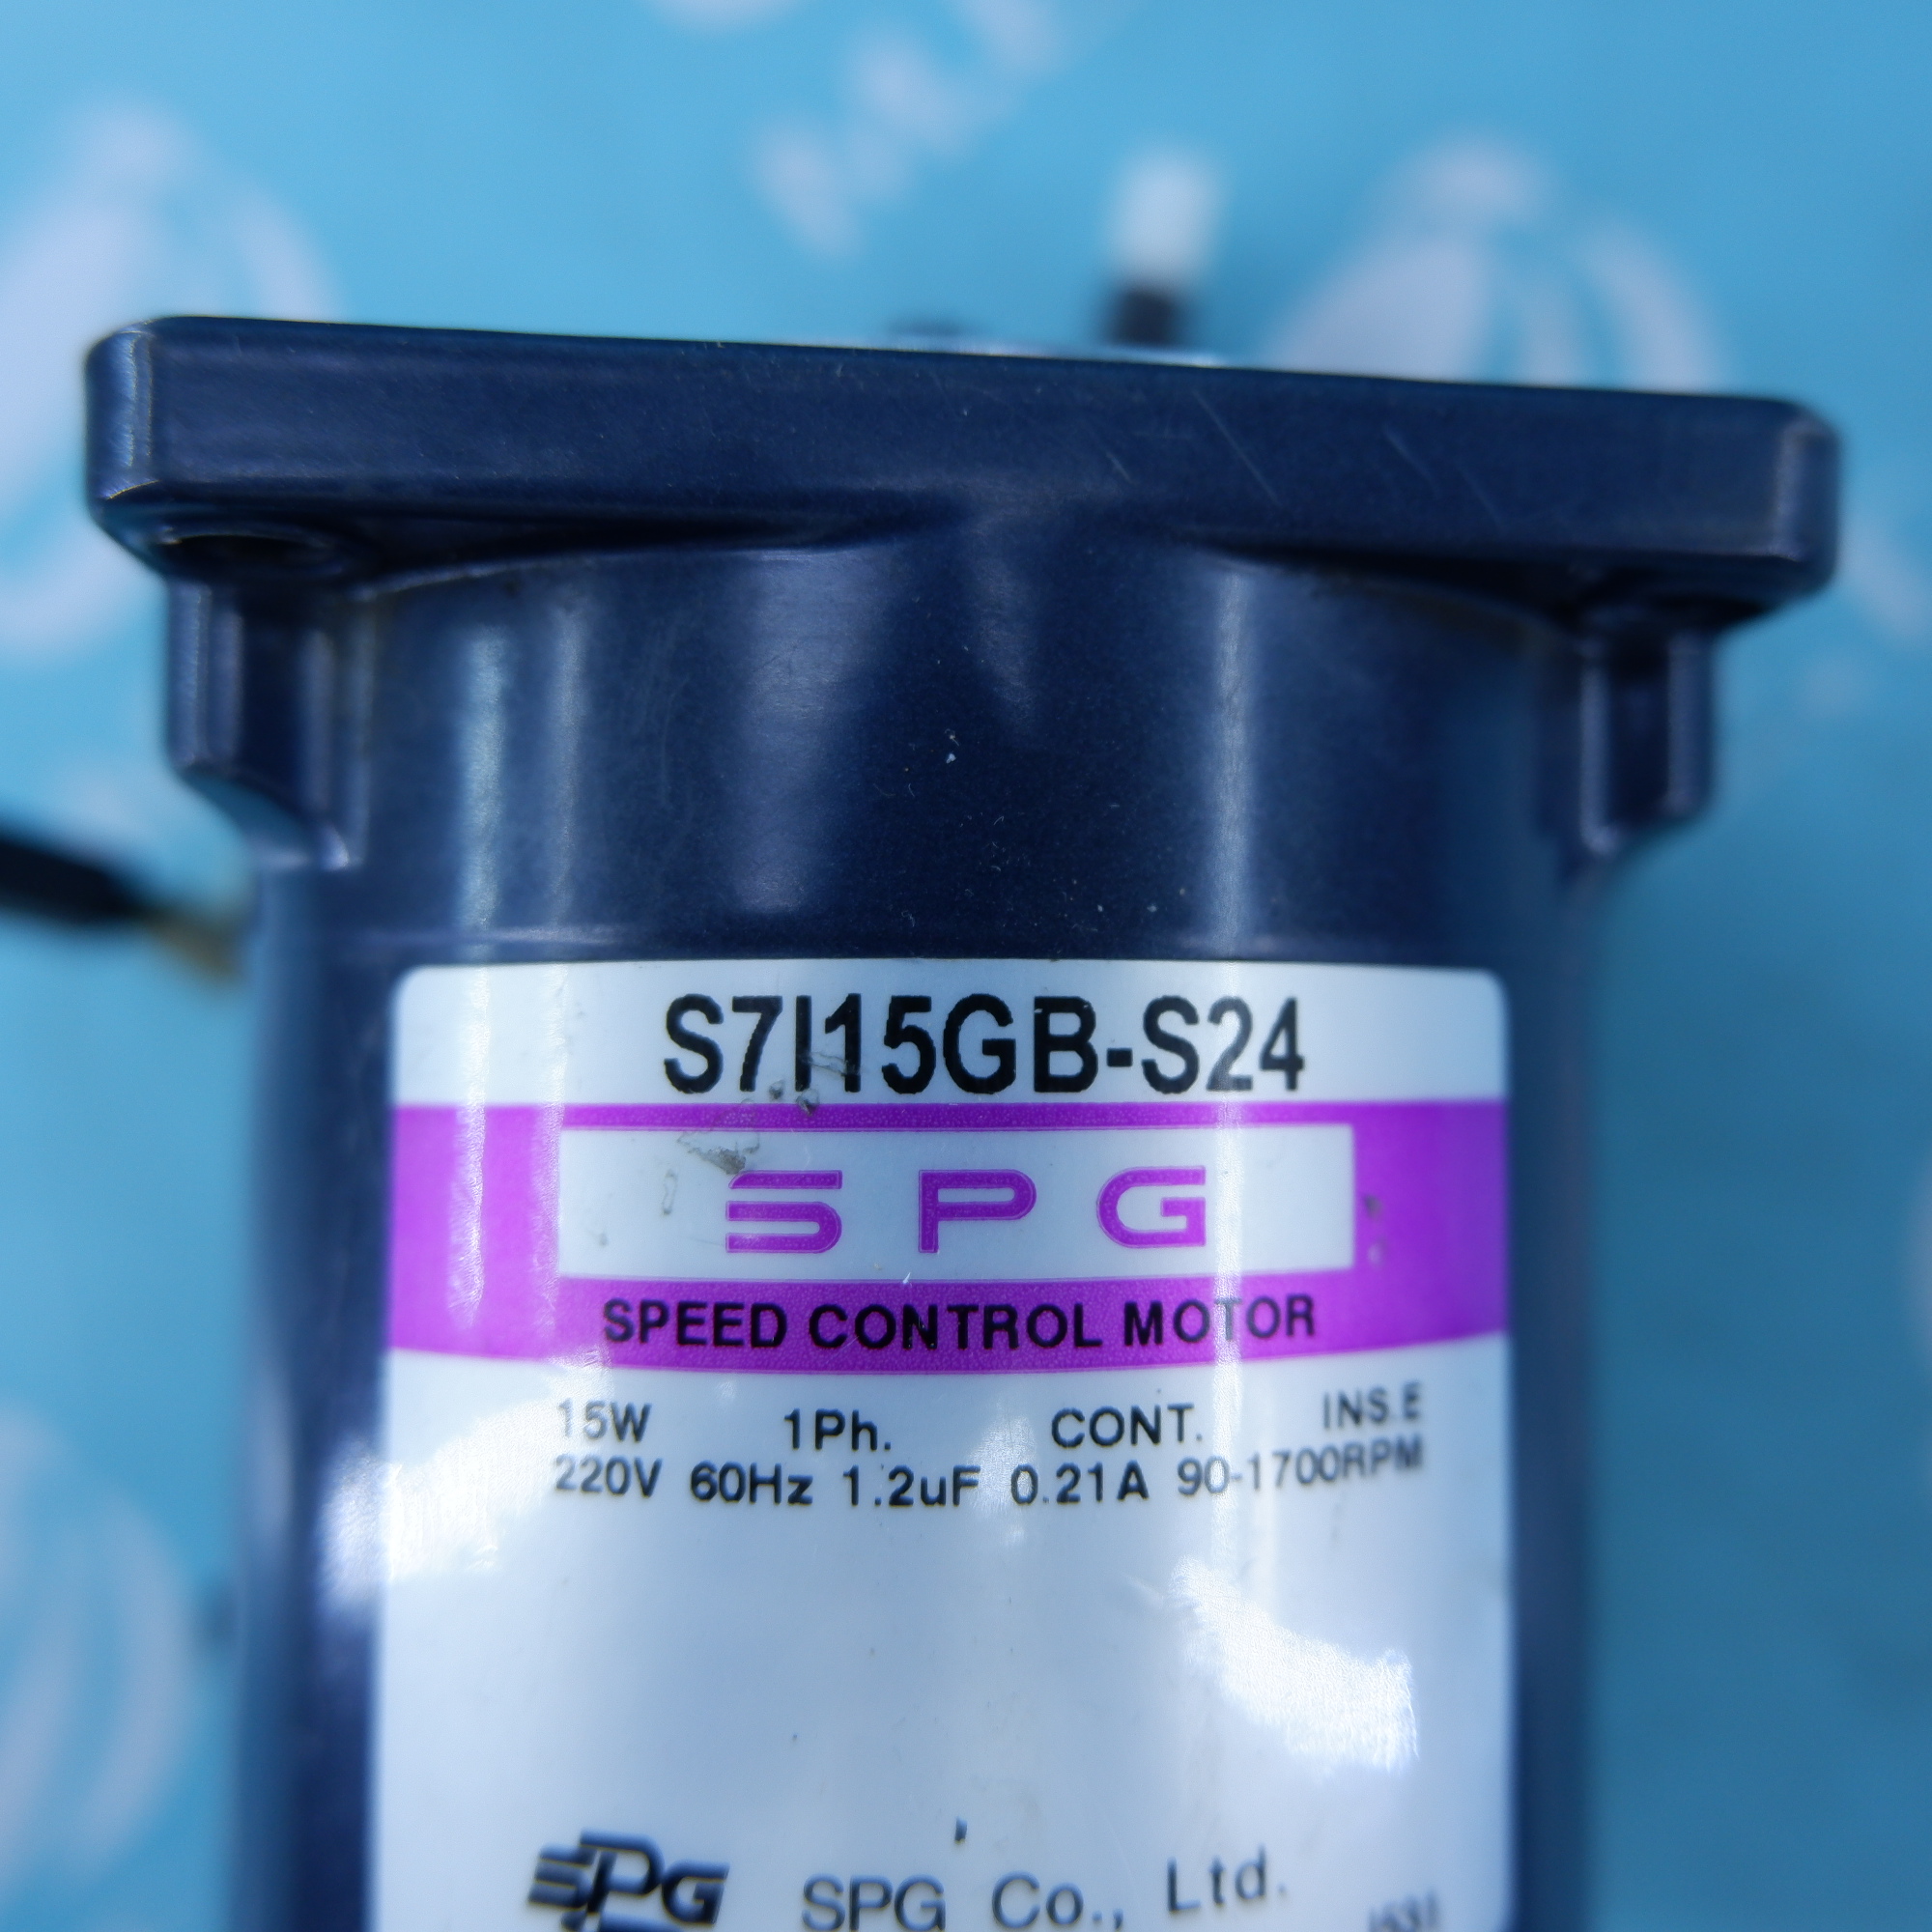 S7I15GB-S24
SPG
SPEED CONTROL MOTOR
15W 1Ph. CONT. INS.E
220V 60Hz 1.2uF 0.21A 90-1700RPM
SPG SPG Co., Ltd.